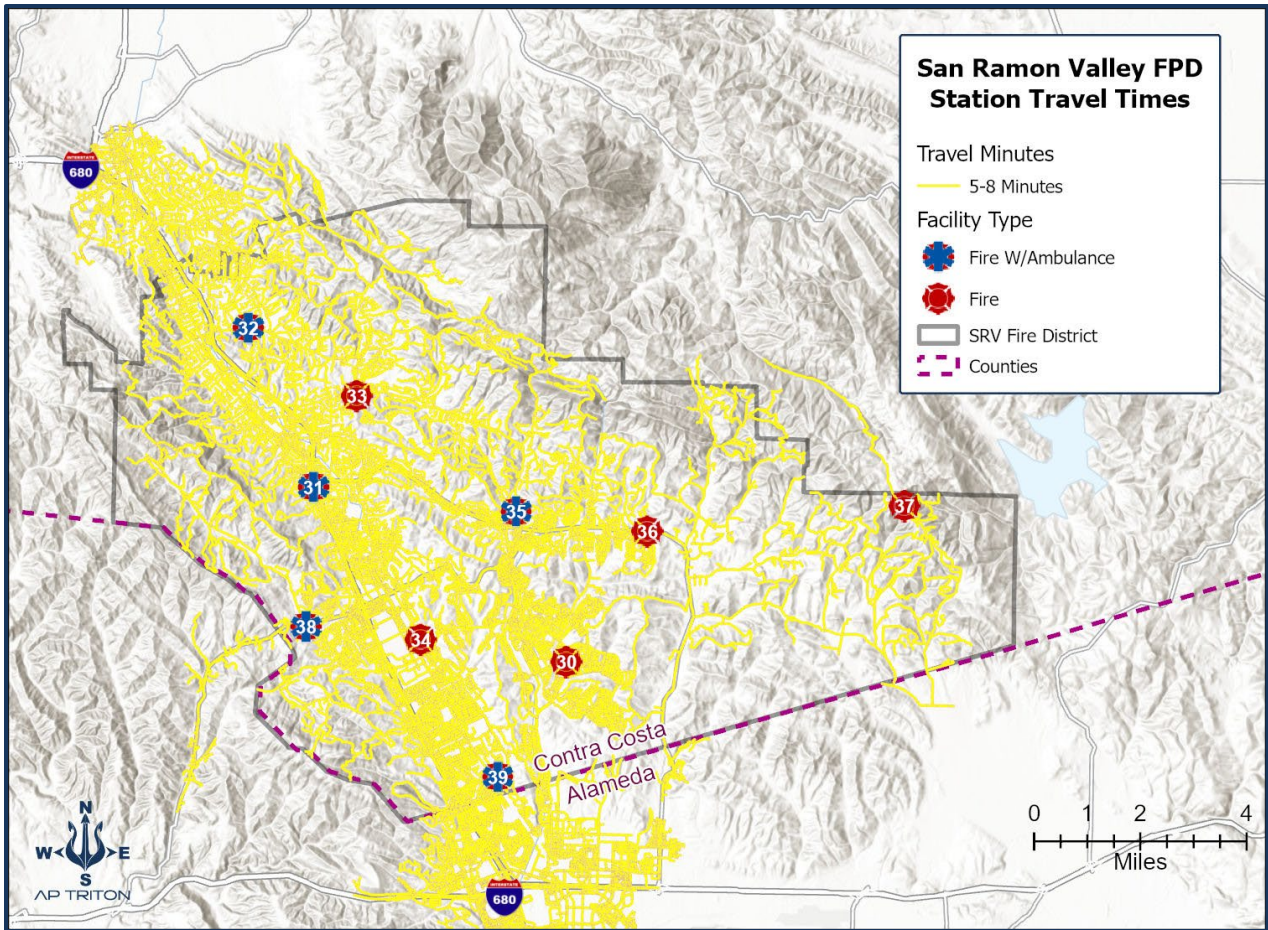 San Ramon Valley FPD
Station Travel Times
Travel Minutes
5-8 Minutes
Facility Type
Fire W/Ambulance
Fire
SRV Fire District
Counties
INTERSTATE
680
32
33
31
35
36
37
38
34
30
39
Contra Costa
Alameda
INTERSTATE
680
N
W E
S
AP TRITON
0 1 2 4
Miles